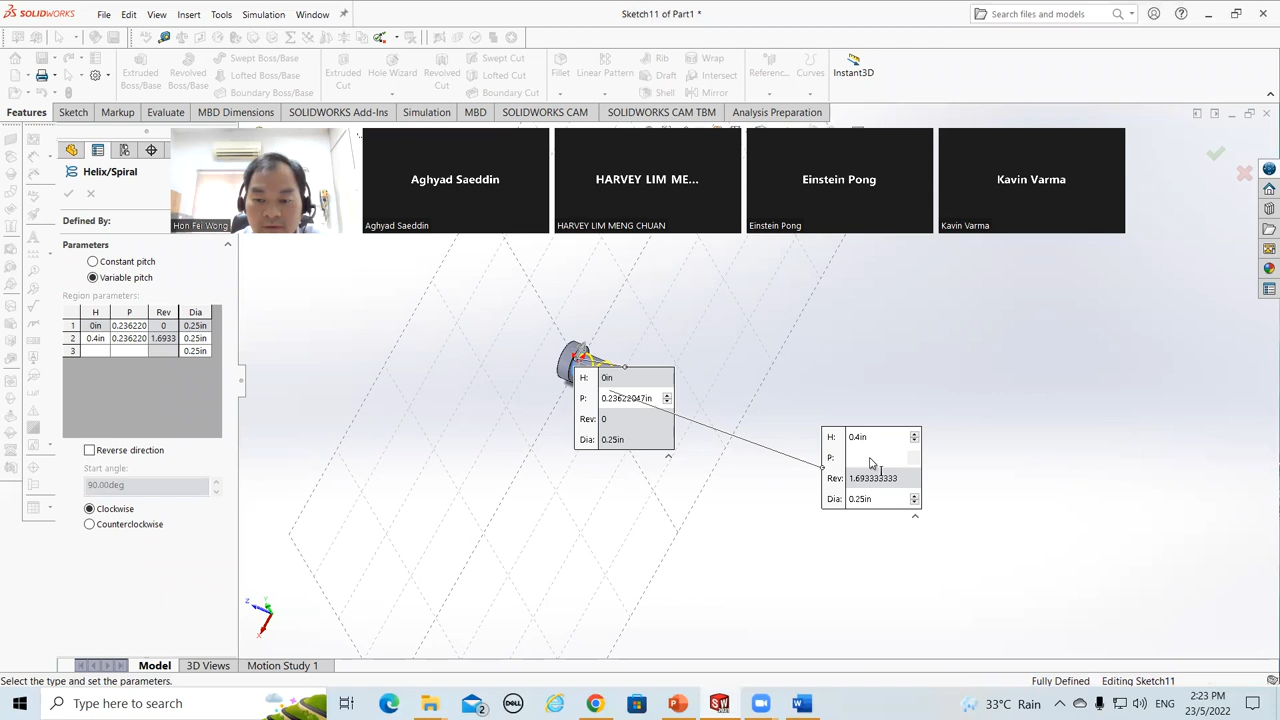 SOLIDWORKS File Edit View Insert Tools Simulation Window Sketch11 of Part1 * Search files and models
Extruded Boss/Base
Revolved Boss/Base
Swept Boss/Base
Lofted Boss/Base
Boundary Boss/Base
Extruded Cut
Hole Wizard
Revolved Cut
Swept Cut
Lofted Cut
Boundary Cut
Fillet
Linear Pattern
Rib
Draft
Shell
Wrap
Intersect
Mirror
Referenc...
Curves
Instant3D
Features Sketch Markup Evaluate MBD Dimensions SOLIDWORKS Add-Ins Simulation MBD SOLIDWORKS CAM SOLIDWORKS CAM TBM Analysis Preparation
Helix/Spiral
Defined By:
Parameters
Constant pitch
Variable pitch
Region parameters:
H P Rev Dia
1 0in 0.236220 0 0.25in
2 0.4in 0.236220 1.6933 0.25in
3 0.25in
Reverse direction
Start angle:
90.00deg
Clockwise
Counterclockwise
Hon Fei Wong
Aghyad Saeddin
Aghyad Saeddin
HARVEY LIM ME...
HARVEY LIM MENG CHUAN
Einstein Pong
Einstein Pong
Kavin Varma
Kavin Varma
H: 0in
P: 0.23622047in
Rev: 0
Dia: 0.25in
H: 0.4in
P:
Rev: 1.693333333
Dia: 0.25in
Z
Y
X
Model 3D Views Motion Study 1
Select the type and set the parameters. Fully Defined Editing Sketch11
Type here to search
2
DELL
33°C Rain
ENG
2:23 PM
23/5/2022